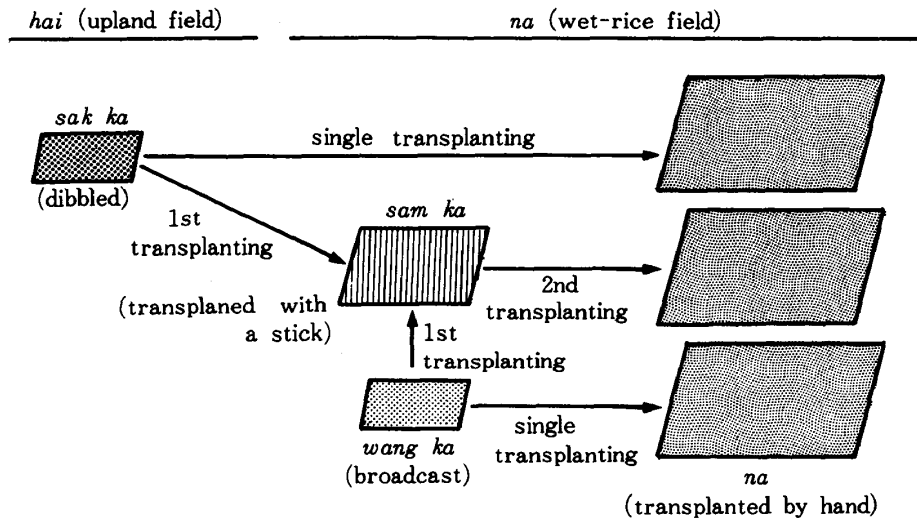 hai (upland field)
na (wet-rice field)
sak ka
(dibbled)
single transplanting
1st
transplanting
sam ka
(transplaned with
a stick)
2nd
transplanting
1st
transplanting
wang ka
(broadcast)
single
transplanting
na
(transplanted by hand)